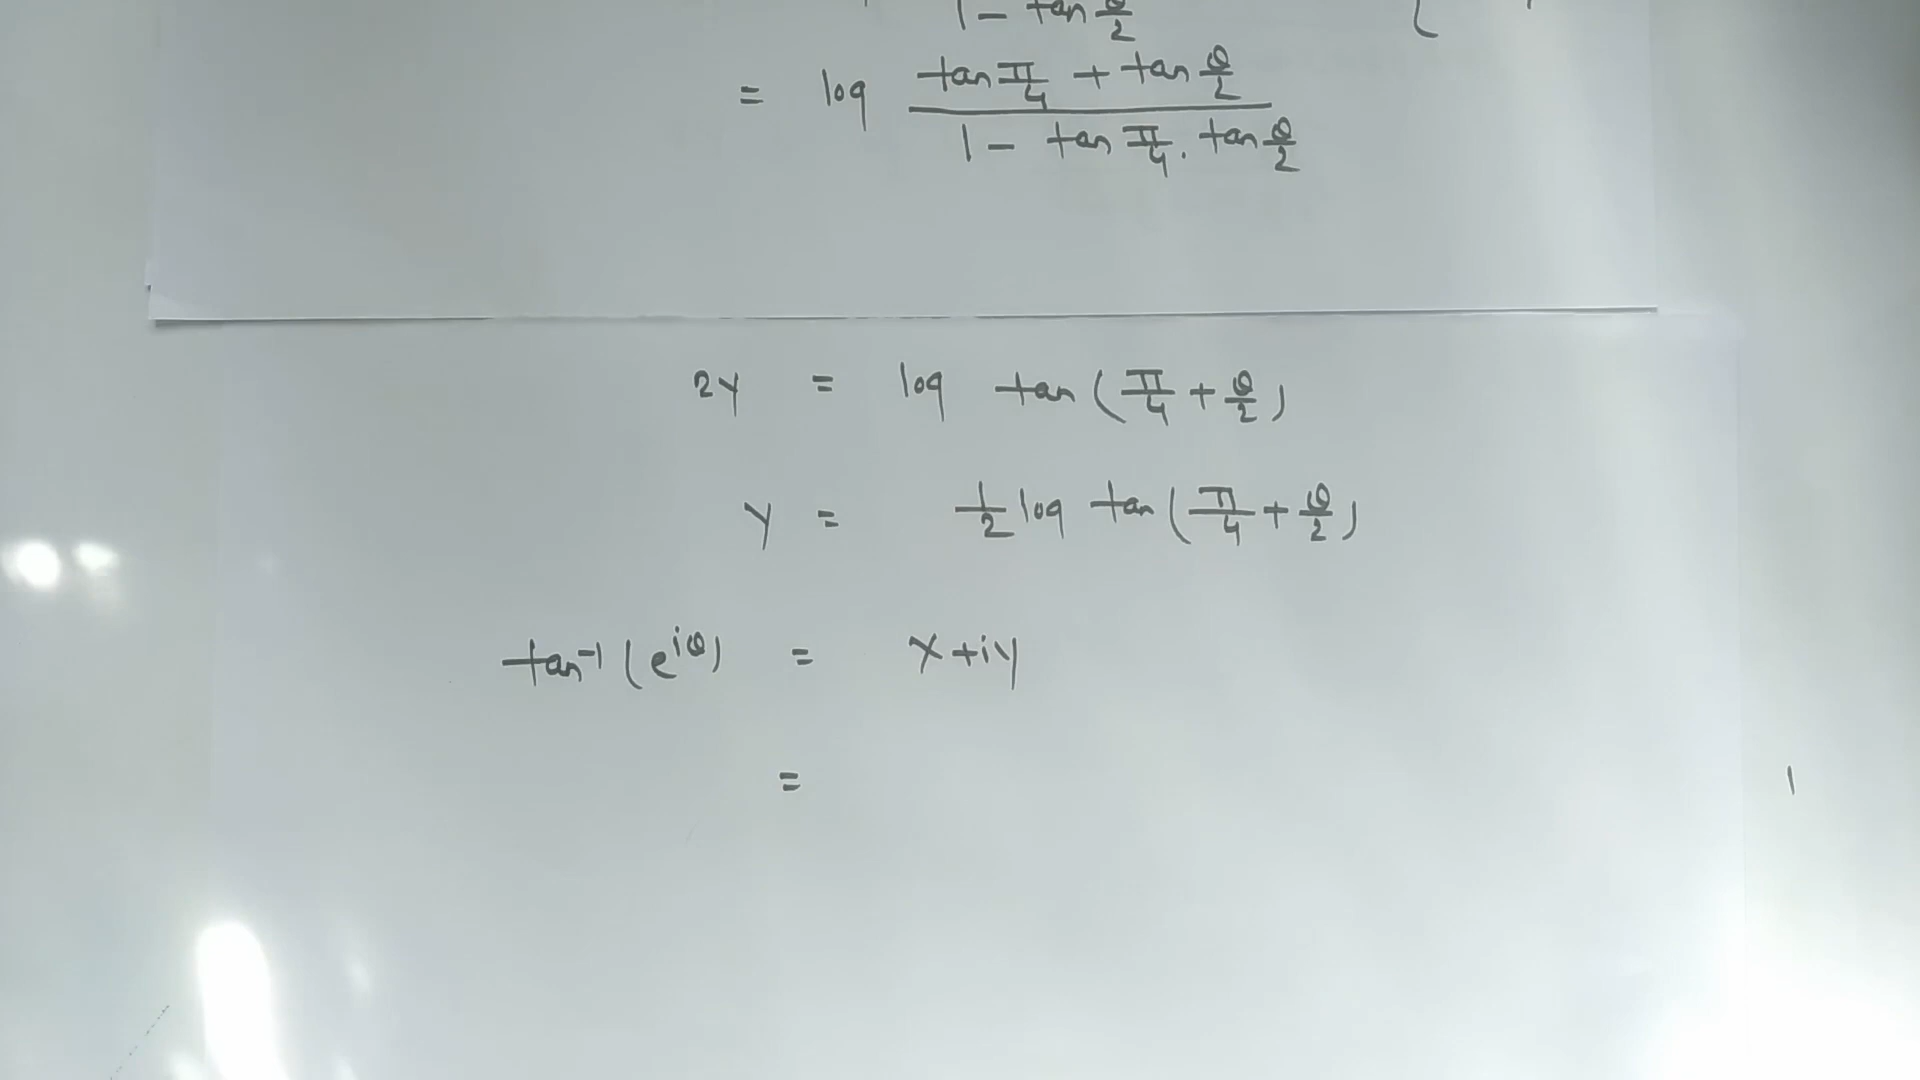 1 - tan θ/2
= log (tan π/4 + tan θ/2) / (1 - tan π/4 . tan θ/2)
2y = log tan (π/4 + θ/2)
y = 1/2 log tan (π/4 + θ/2)
tan⁻¹ (e^iθ) = x + iy
=